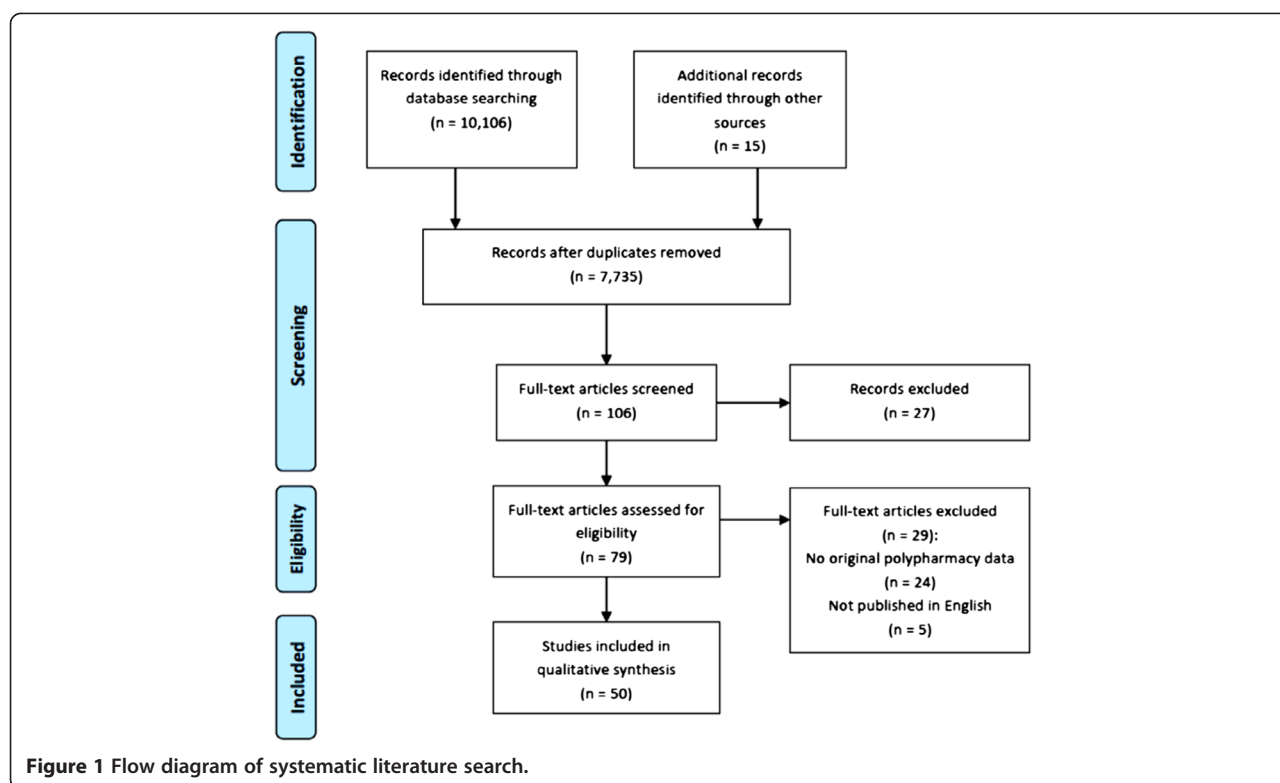 Identification
Records identified through
database searching
(n = 10,106)
Additional records
identified through other
sources
(n = 15)
Screening
Records after duplicates removed
(n = 7,735)
Full-text articles screened
(n = 106)
Records excluded
(n = 27)
Eligibility
Full-text articles assessed for
eligibility
(n = 79)
Full-text articles excluded
(n = 29):
No original polypharmacy data
(n = 24)
Not published in English
(n = 5)
Included
Studies included in
qualitative synthesis
(n = 50)
Figure 1 Flow diagram of systematic literature search.